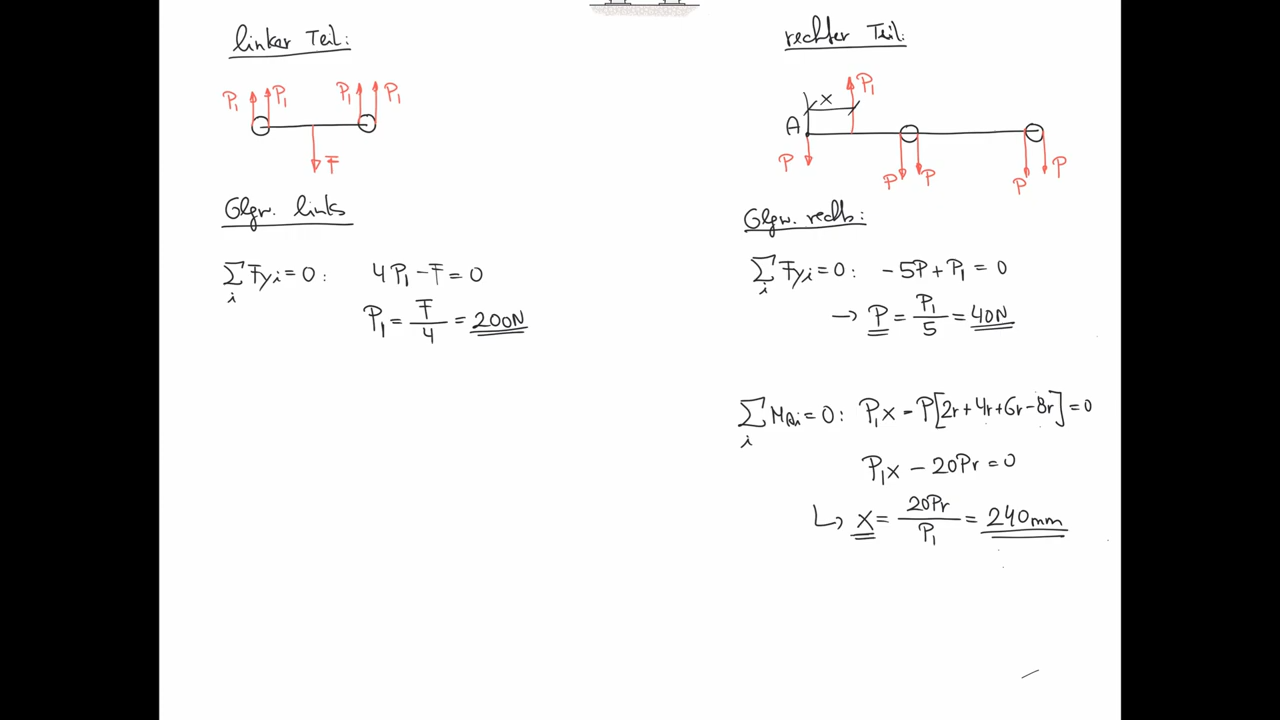 linker Teil:
P₁ P₁ P₁ P₁
F
Glgw. links
∑ᵢ Fyi = 0 : 4P₁ - F = 0
P₁ = F/4 = 200N
rechter Teil:
x P₁
A
P P P P P
Glgw. rechts:
∑ᵢ Fyi = 0 : - 5P + P₁ = 0
→ P = P₁/5 = 40N
∑ᵢ MAi = 0 : P₁x - P[2r + 4r + 6r - 8r] = 0
P₁x - 20Pr = 0
↳ x = 20Pr/P₁ = 240mm